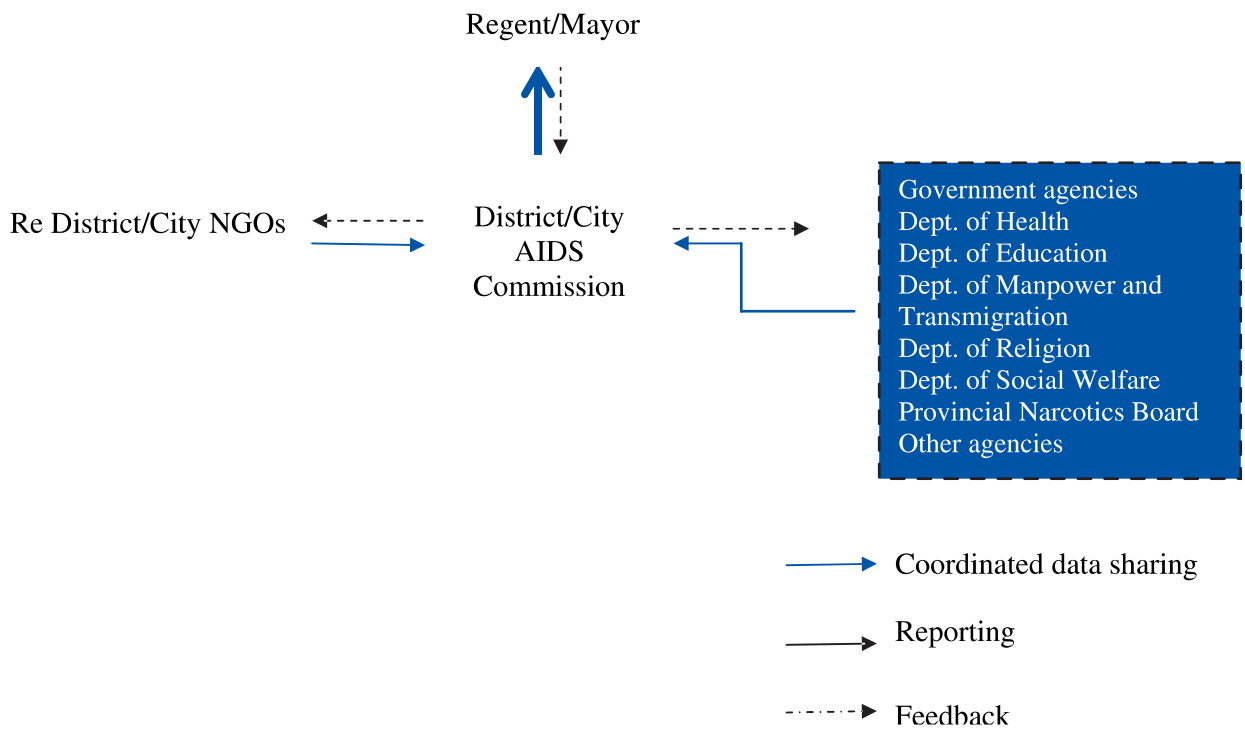 Regent/Mayor
Re District/City NGOs
District/City
AIDS
Commission
Government agencies
Dept. of Health
Dept. of Education
Dept. of Manpower and
Transmigration
Dept. of Religion
Dept. of Social Welfare
Provincial Narcotics Board
Other agencies
Coordinated data sharing
Reporting
Feedback